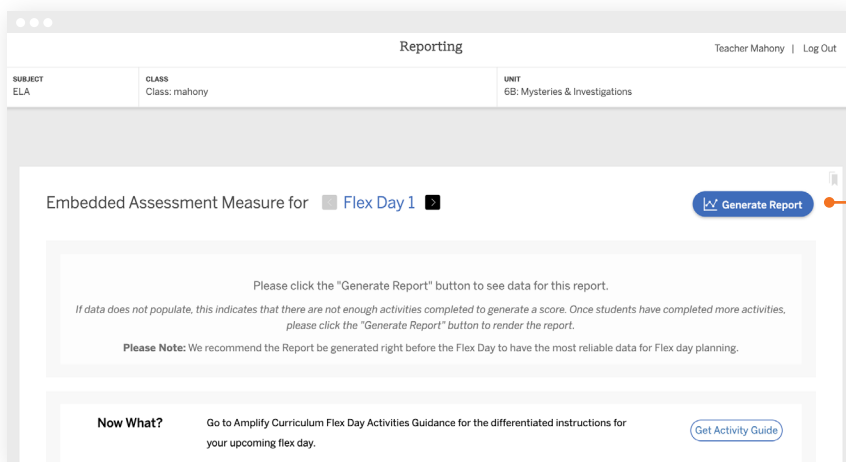 Reporting
Teacher Mahony | Log Out
SUBJECT
ELA
CLASS
Class: mahony
UNIT
6B: Mysteries & Investigations
Embedded Assessment Measure for Flex Day 1
Generate Report
Please click the "Generate Report" button to see data for this report.
If data does not populate, this indicates that there are not enough activities completed to generate a score. Once students have completed more activities,
please click the "Generate Report" button to render the report.
Please Note: We recommend the Report be generated right before the Flex Day to have the most reliable data for Flex day planning.
Now What?
Go to Amplify Curriculum Flex Day Activities Guidance for the differentiated instructions for
your upcoming flex day.
Get Activity Guide